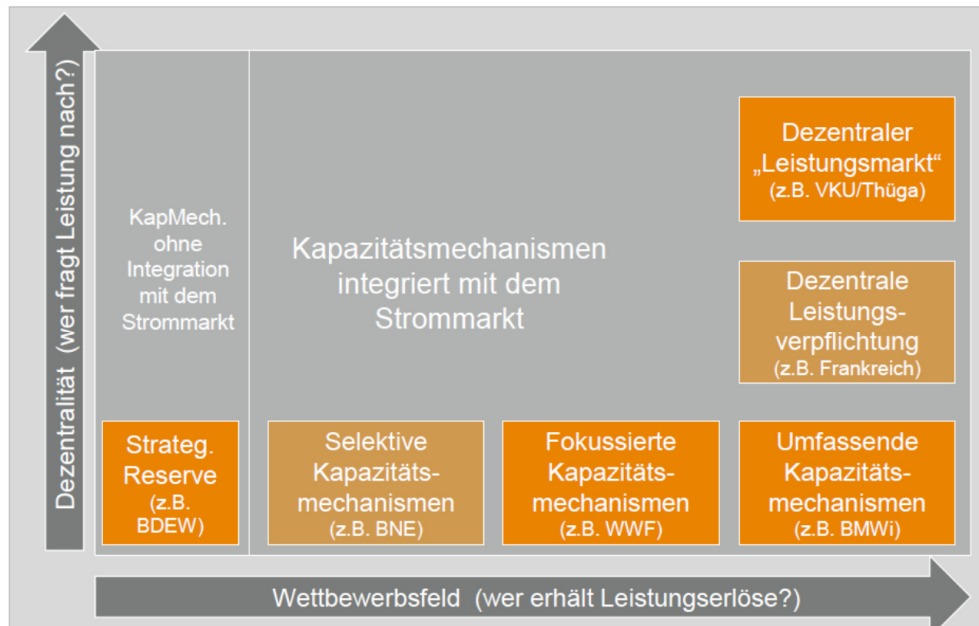 Dezentralität (wer fragt Leistung nach?)
KapMech.
ohne
Integration
mit dem
Strommarkt
Kapazitätsmechanismen
integriert mit dem
Strommarkt
Dezentraler
„Leistungsmarkt“
(z.B. VKU/Thüga)
Dezentrale
Leistungs-
verpflichtung
(z.B. Frankreich)
Strateg.
Reserve
(z.B.
BDEW)
Selektive
Kapazitäts-
mechanismen
(z.B. BNE)
Fokussierte
Kapazitäts-
mechanismen
(z.B. WWF)
Umfassende
Kapazitäts-
mechanismen
(z.B. BMWi)
Wettbewerbsfeld (wer erhält Leistungserlöse?)